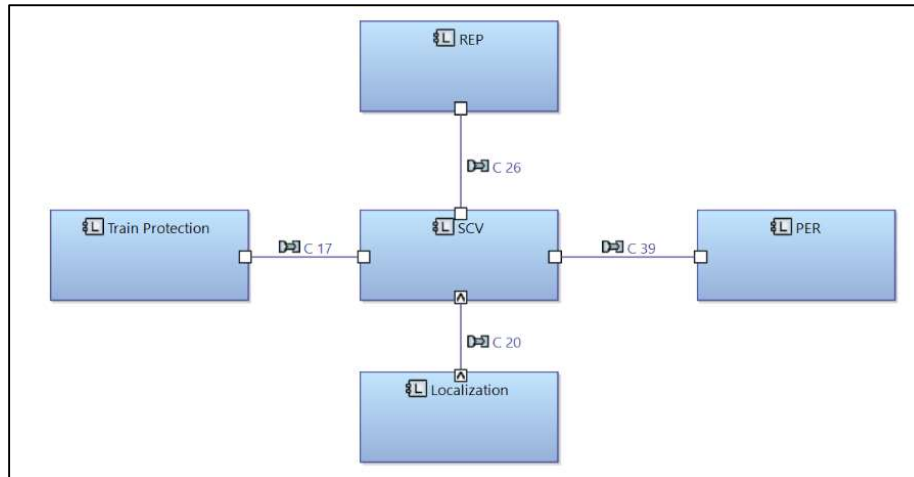 REP
C 26
Train Protection
C 17
SCV
C 39
PER
C 20
Localization